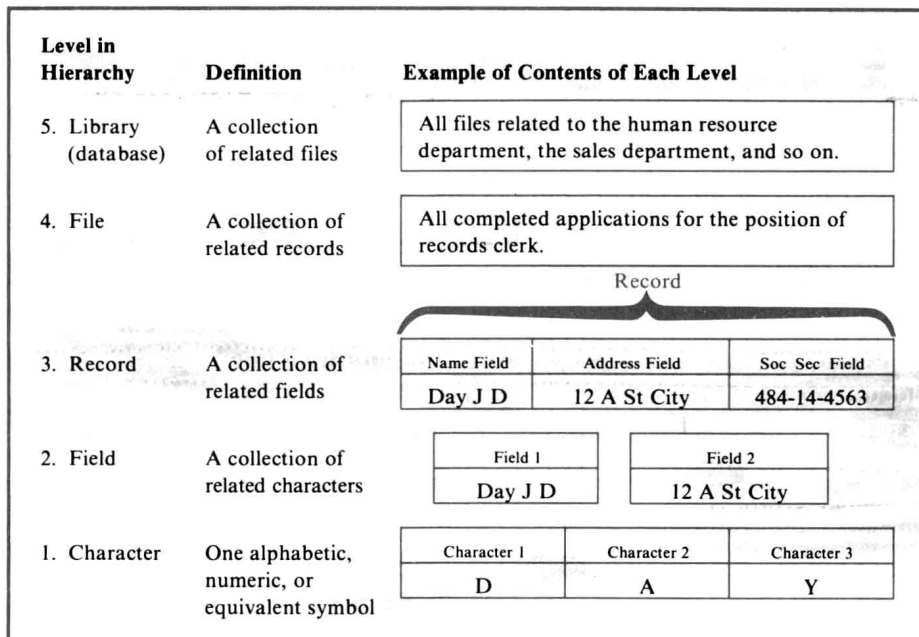 Level in
Hierarchy Definition Example of Contents of Each Level
5. Library (database) A collection of related files
All files related to the human resource
department, the sales department, and so on.
4. File A collection of related records
All completed applications for the position of
records clerk.
Record
3. Record A collection of related fields
Name Field Address Field Soc Sec Field
Day J D 12 A St City 484-14-4563
2. Field A collection of related characters
Field 1 Field 2
Day J D 12 A St City
1. Character One alphabetic, numeric, or equivalent symbol
Character 1 Character 2 Character 3
D A Y